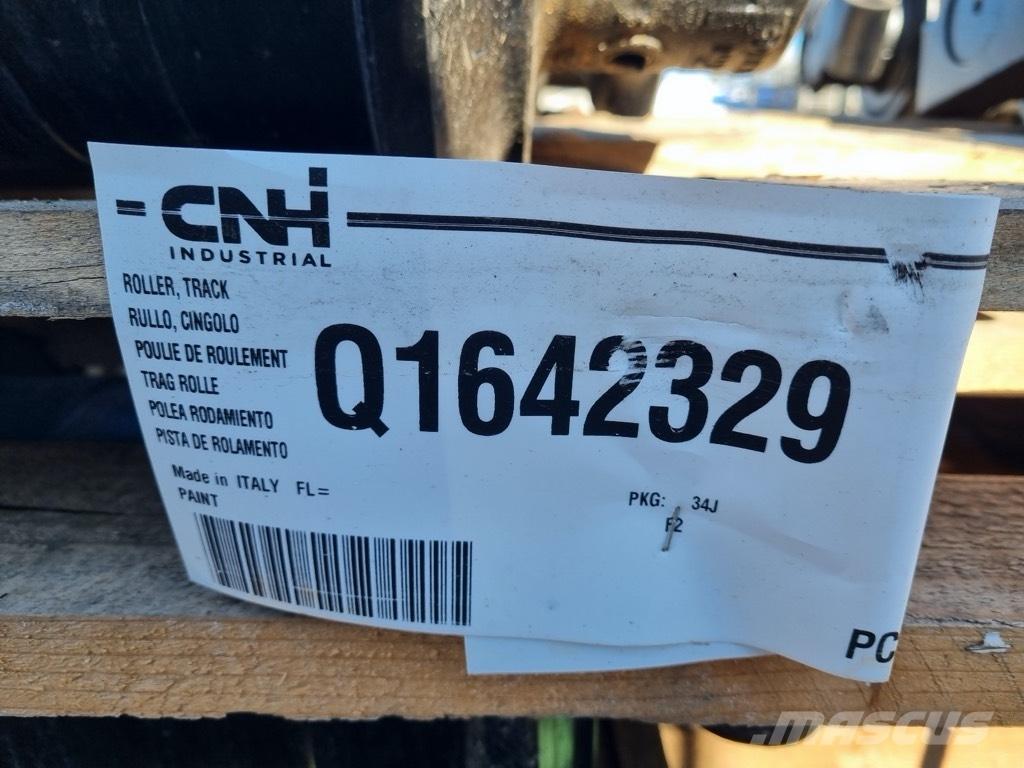 CNH
INDUSTRIAL
ROLLER, TRACK
RULLO, CINGOLO
POULIE DE ROULEMENT
TRAG ROLLE
POLEA RODAMIENTO
PISTA DE ROLAMENTO
Q1642329
Made in ITALY FL=
PAINT
PKG: 34J
F2
PC
MASCUS